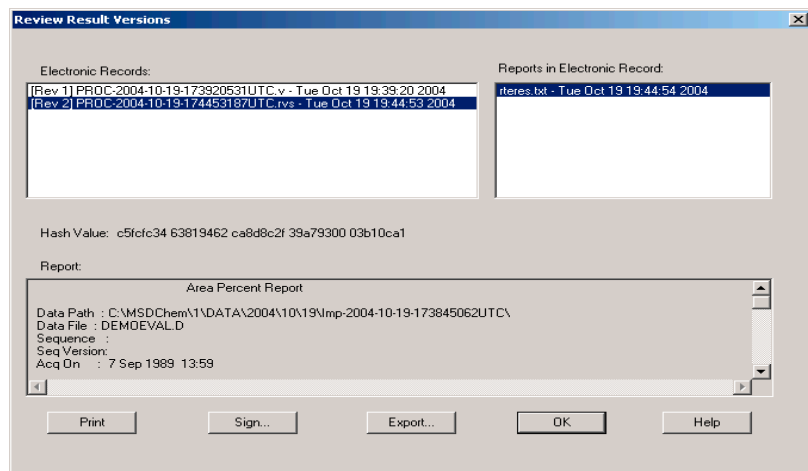 Review Result Versions
Electronic Records:
Reports in Electronic Record:
[Rev 1] PROC-2004-10-19-173920531UTC.v - Tue Oct 19 19:39:20 2004
[Rev 2] PROC-2004-10-19-174453187UTC.rvs - Tue Oct 19 19:44:53 2004
rteres.txt - Tue Oct 19 19:44:54 2004
Hash Value: c5fcfc34 63819462 ca8d8c2f 39a79300 03b10ca1
Report:
Area Percent Report
Data Path : C:\MSDChem\1\DATA\2004\10\19\Imp-2004-10-19-173845062UTC\
Data File : DEMOEVAL.D
Sequence :
Seq Version:
Acq On : 7 Sep 1989 13:59
Print
Sign...
Export...
OK
Help